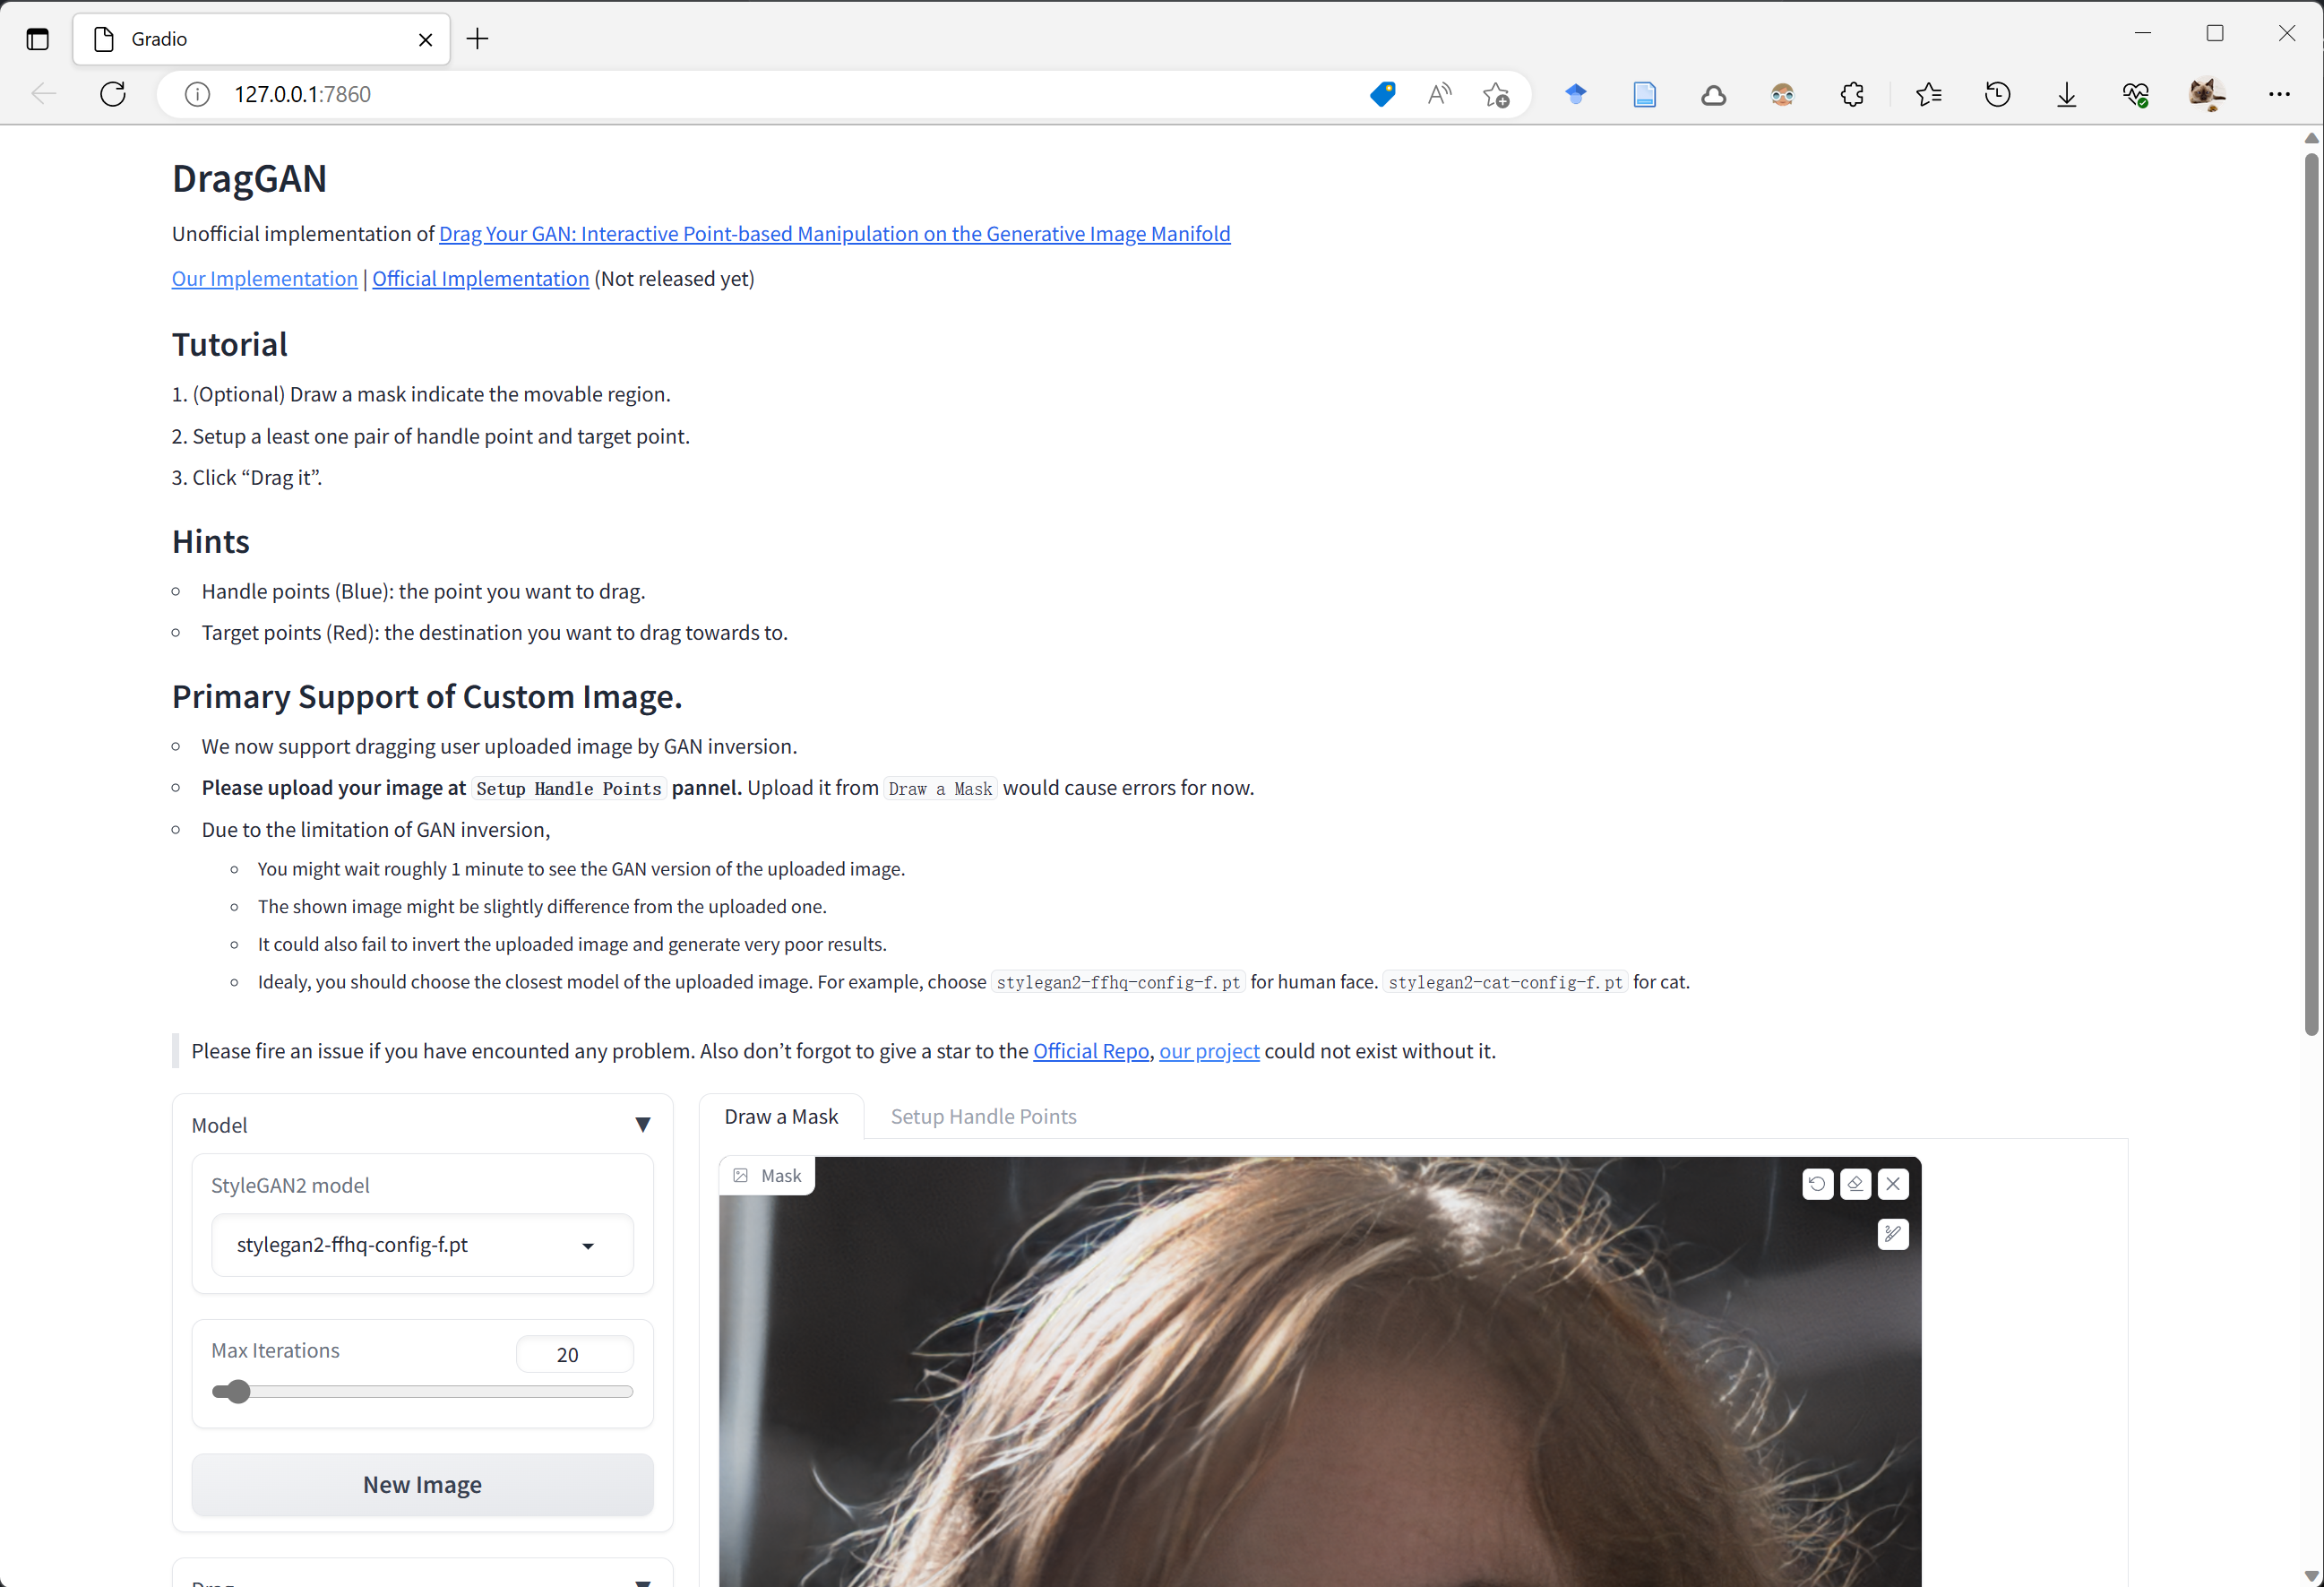 Gradio
127.0.0.1:7860
DragGAN
Unofficial implementation of Drag Your GAN: Interactive Point-based Manipulation on the Generative Image Manifold
Our Implementation | Official Implementation (Not released yet)
Tutorial
1. (Optional) Draw a mask indicate the movable region.
2. Setup a least one pair of handle point and target point.
3. Click “Drag it”.
Hints
Handle points (Blue): the point you want to drag.
Target points (Red): the destination you want to drag towards to.
Primary Support of Custom Image.
We now support dragging user uploaded image by GAN inversion.
Please upload your image at Setup Handle Points pannel. Upload it from Draw a Mask would cause errors for now.
Due to the limitation of GAN inversion,
You might wait roughly 1 minute to see the GAN version of the uploaded image.
The shown image might be slightly difference from the uploaded one.
It could also fail to invert the uploaded image and generate very poor results.
Idealy, you should choose the closest model of the uploaded image. For example, choose stylegan2-ffhq-config-f.pt for human face. stylegan2-cat-config-f.pt for cat.
Please fire an issue if you have encounted any problem. Also don’t forgot to give a star to the Official Repo, our project could not exist without it.
Model
StyleGAN2 model
stylegan2-ffhq-config-f.pt
Max Iterations
20
New Image
Drag
Draw a Mask
Setup Handle Points
Mask